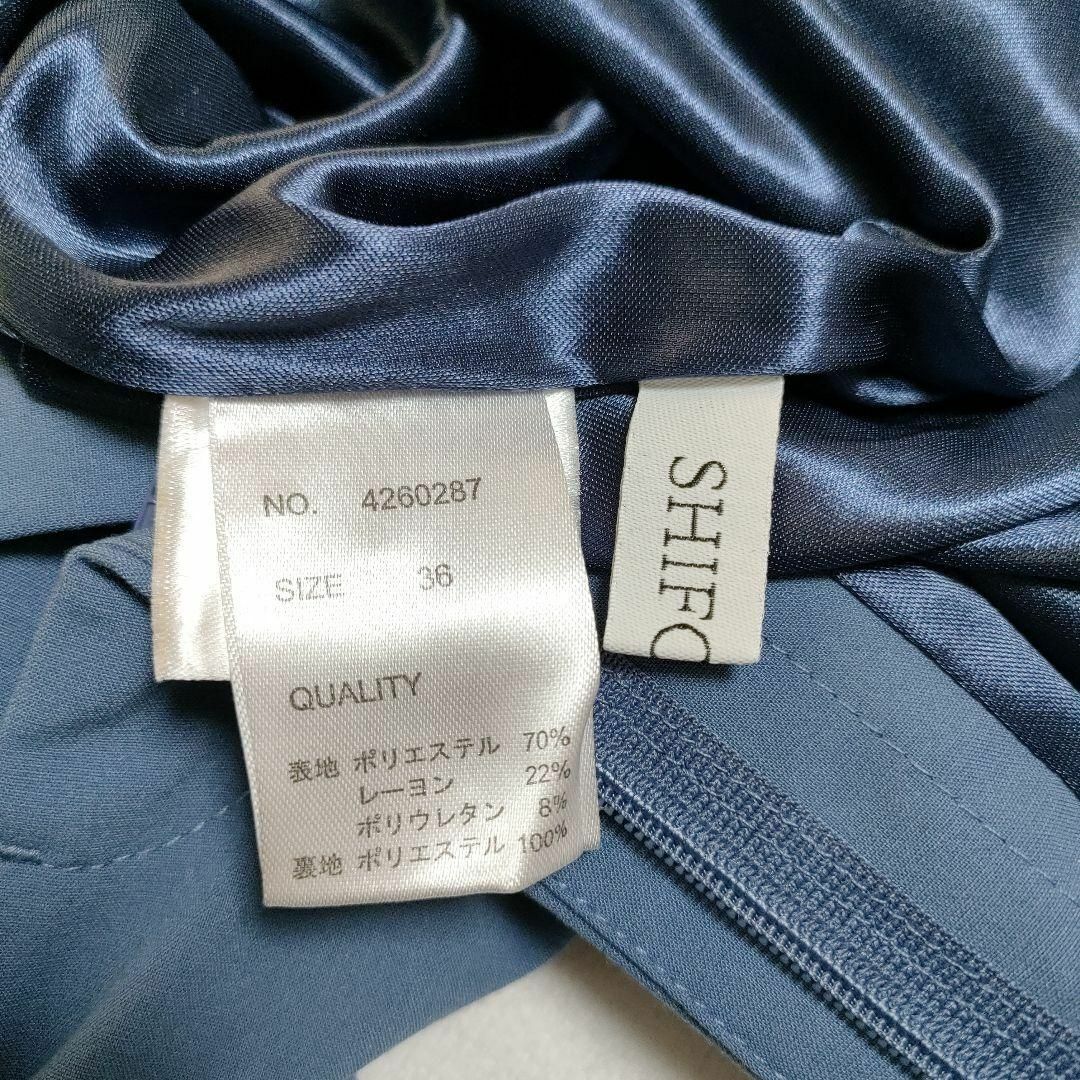 NO. 4260287
SIZE 36
QUALITY
表地 ポリエステル 70%
レーヨン 22%
ポリウレタン 8%
裏地 ポリエステル 100%
SHIFO